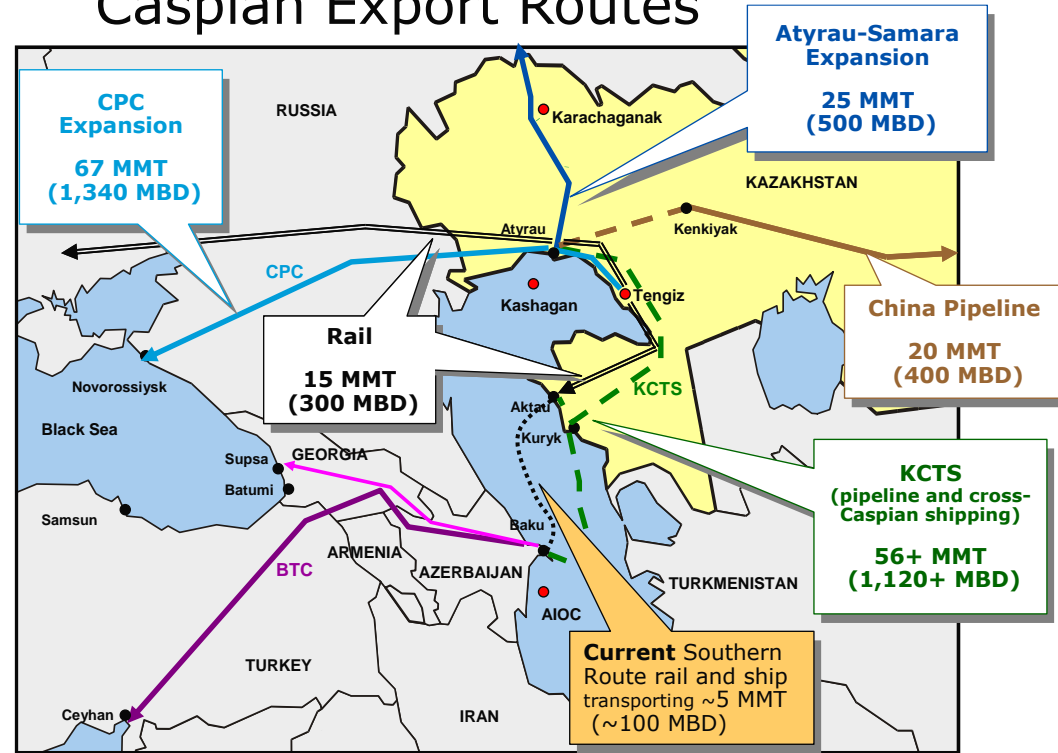 Caspian Export Routes
Atyrau-Samara
Expansion
25 MMT
(500 MBD)
CPC
Expansion
67 MMT
(1,340 MBD)
RUSSIA
Karachaganak
KAZAKHSTAN
Atyrau
Kenkiyak
CPC
Kashagan
Tengiz
China Pipeline
20 MMT
(400 MBD)
Rail
15 MMT
(300 MBD)
Novorossiysk
KCTS
Aktau
Kuryk
Black Sea
Supsa
GEORGIA
Batumi
KCTS
(pipeline and cross-
Caspian shipping)
56+ MMT
(1,120+ MBD)
Samsun
Baku
ARMENIA
AZERBAIJAN
BTC
TURKMENISTAN
AIOC
Current Southern
Route rail and ship
transporting ~5 MMT
(~100 MBD)
TURKEY
Ceyhan
IRAN